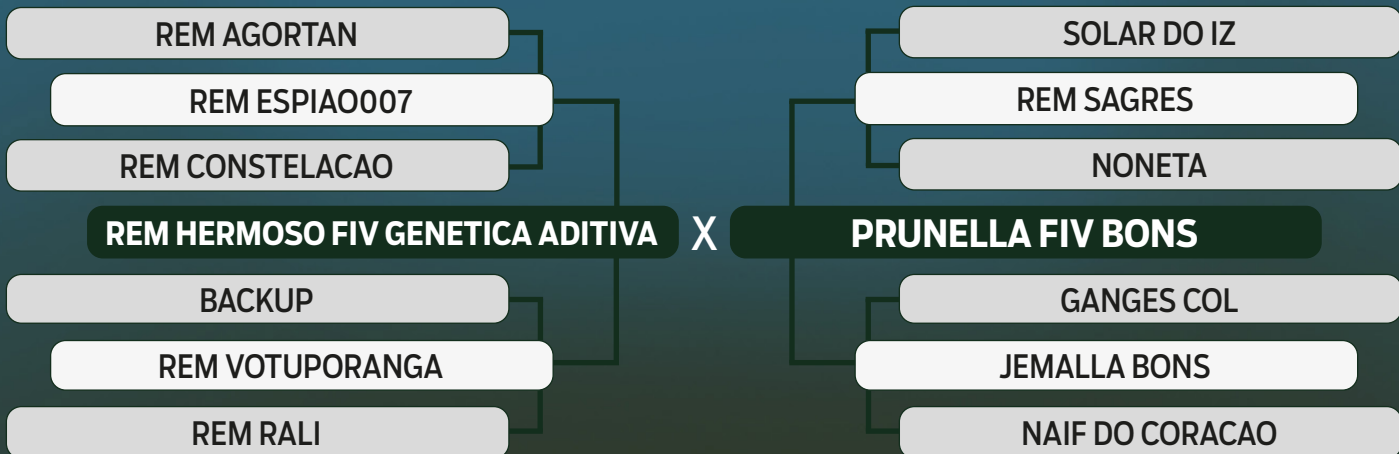 REM AGORTAN
REM ESPIAO007
REM CONSTELACAO
REM HERMOSO FIV GENETICA ADITIVA
BACKUP
REM VOTUPORANGA
REM RALI
X
SOLAR DO IZ
REM SAGRES
NONETA
PRUNELLA FIV BONS
GANGES COL
JEMALLA BONS
NAIF DO CORACAO